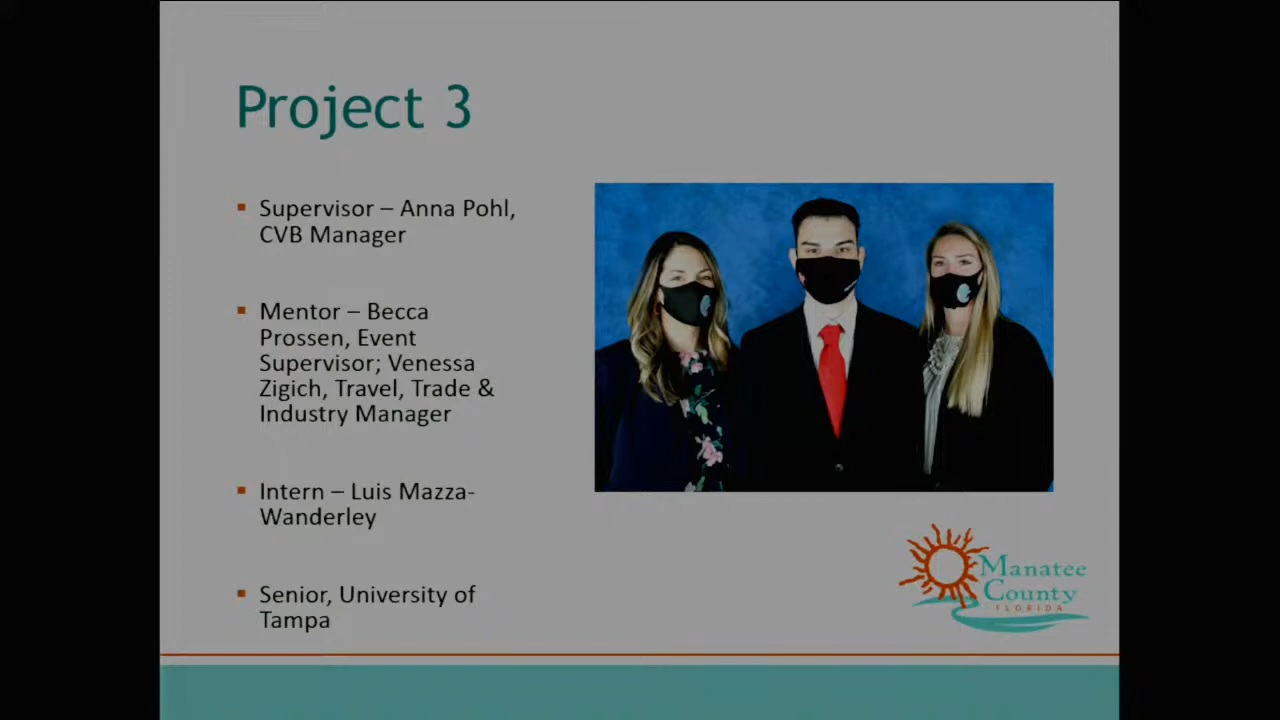 Project 3
Supervisor – Anna Pohl,
CVB Manager
Mentor – Becca
Prossen, Event
Supervisor; Venessa
Zigich, Travel, Trade &
Industry Manager
Intern – Luis Mazza-
Wanderley
Senior, University of
Tampa
Manatee
County
FLORIDA